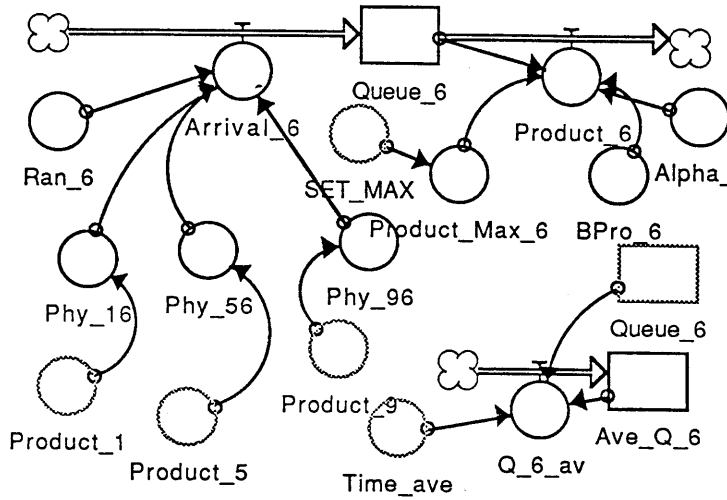 Queue_6
Arrival_6
Product_6
Ran_6
Alpha_
SET_MAX
Product_Max_6
BPro_6
Phy_16
Phy_56
Phy_96
Queue_6
Product_1
Product_5
Product_9
Time_ave
Q_6_av
Ave_Q_6